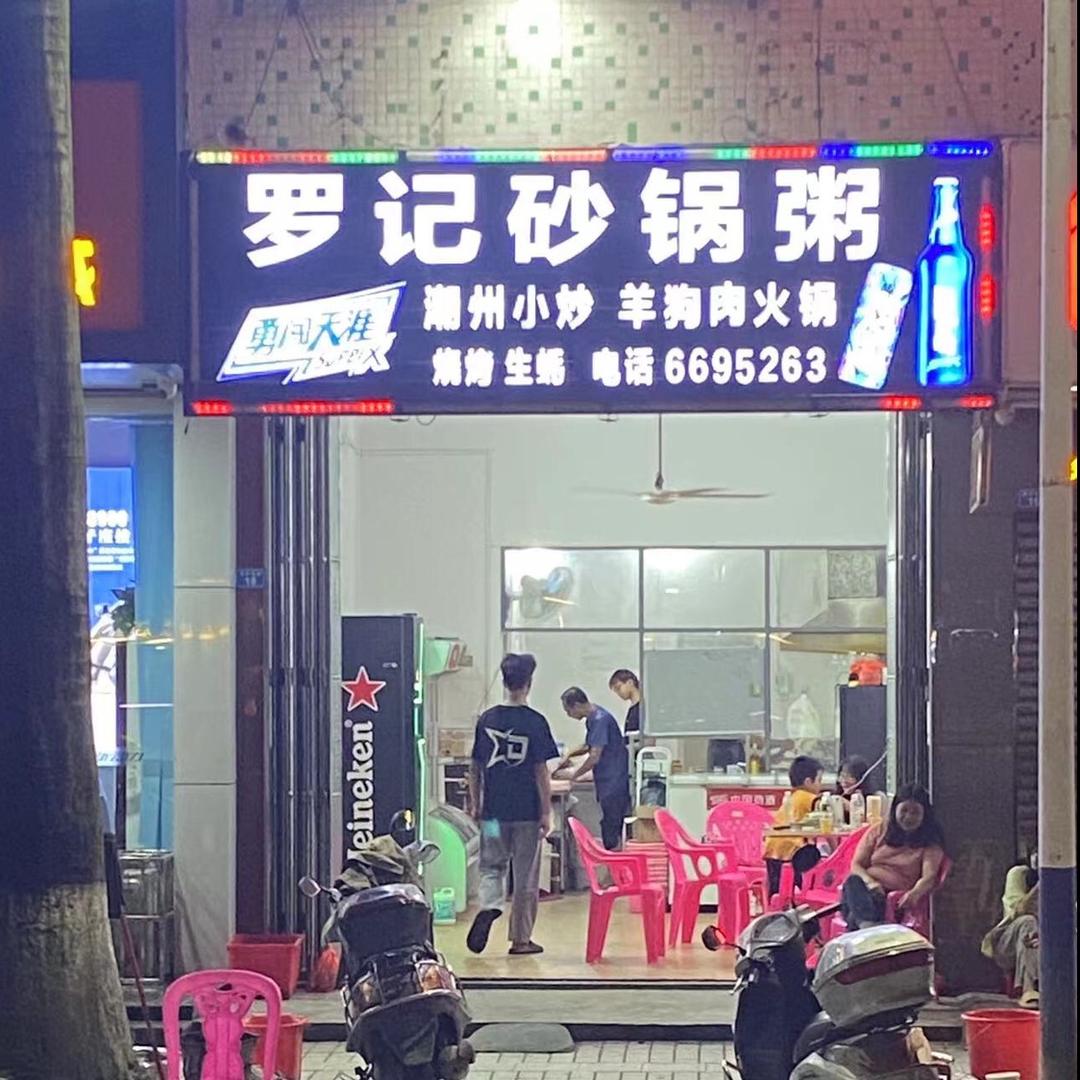 罗记砂锅粥
潮州小炒 羊狗肉火锅
勇闯天涯
SuperX
烧烤 生蚝 电话 6695263
Heineken